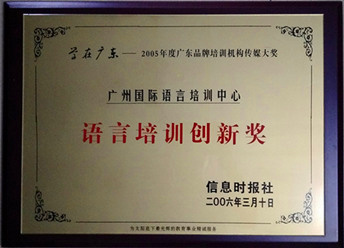 学在广东——2005年度广东品牌培训机构传媒大奖
广州国际语言培训中心
语言培训创新奖
信息时报社
二00六年三月十日